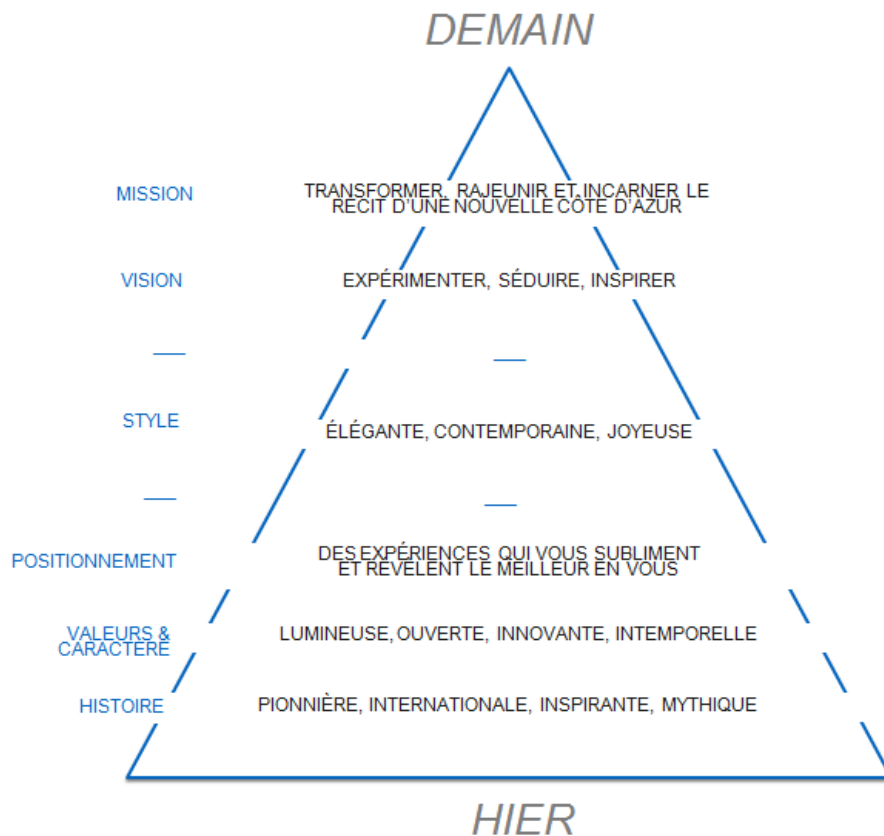 DEMAIN
MISSION
TRANSFORMER, RAJEUNIR ET INCARNER LE
RÉCIT D'UNE NOUVELLE CÔTE D'AZUR
VISION
EXPÉRIMENTER, SÉDUIRE, INSPIRER
STYLE
ÉLÉGANTE, CONTEMPORAINE, JOYEUSE
POSITIONNEMENT
DES EXPÉRIENCES QUI VOUS SUBLIMENT
ET RÉVÈLENT LE MEILLEUR EN VOUS
VALEURS &
CARACTÈRE
LUMINEUSE, OUVERTE, INNOVANTE, INTEMPORELLE
HISTOIRE
PIONNIÈRE, INTERNATIONALE, INSPIRANTE, MYTHIQUE
HIER